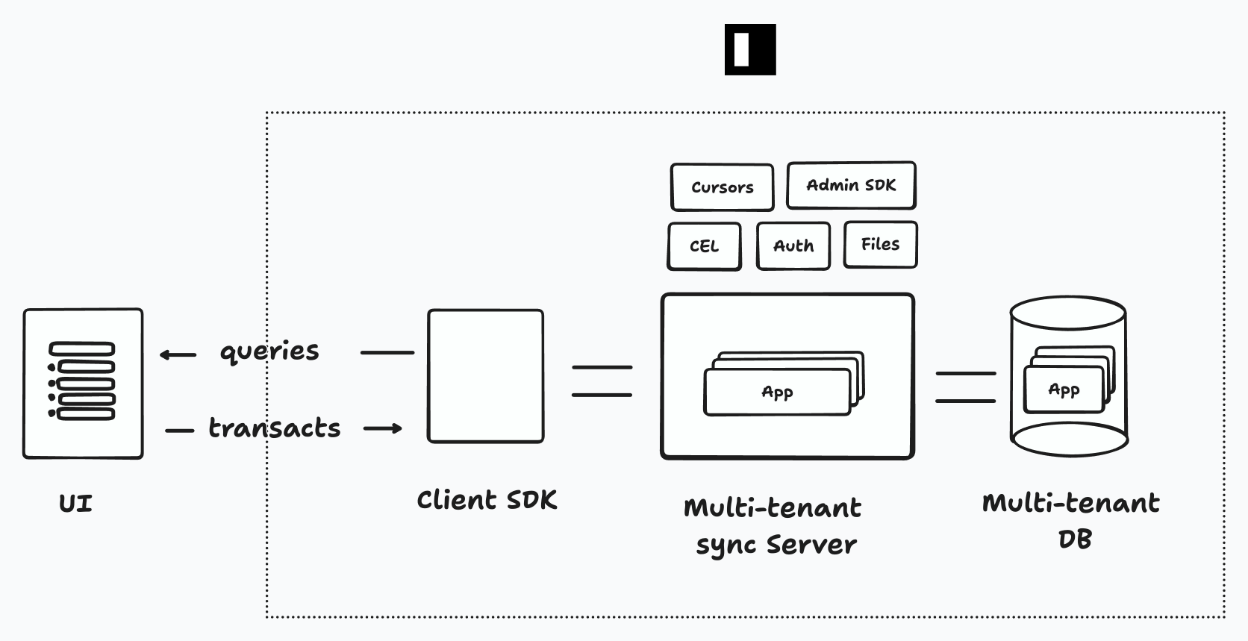 Cursors
Admin SDK
CEL
Auth
Files
queries
transacts
App
App
UI
Client SDK
Multi-tenant
sync Server
Multi-tenant
DB